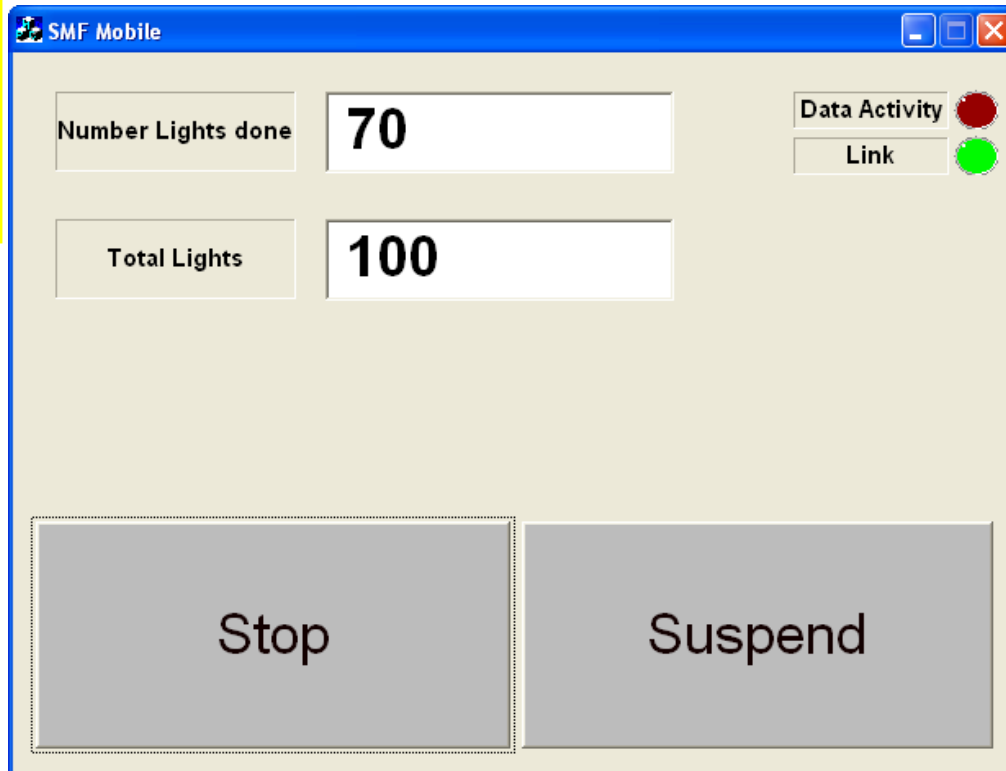 SMF Mobile
Number Lights done 70
Data Activity
Link
Total Lights 100
Stop Suspend